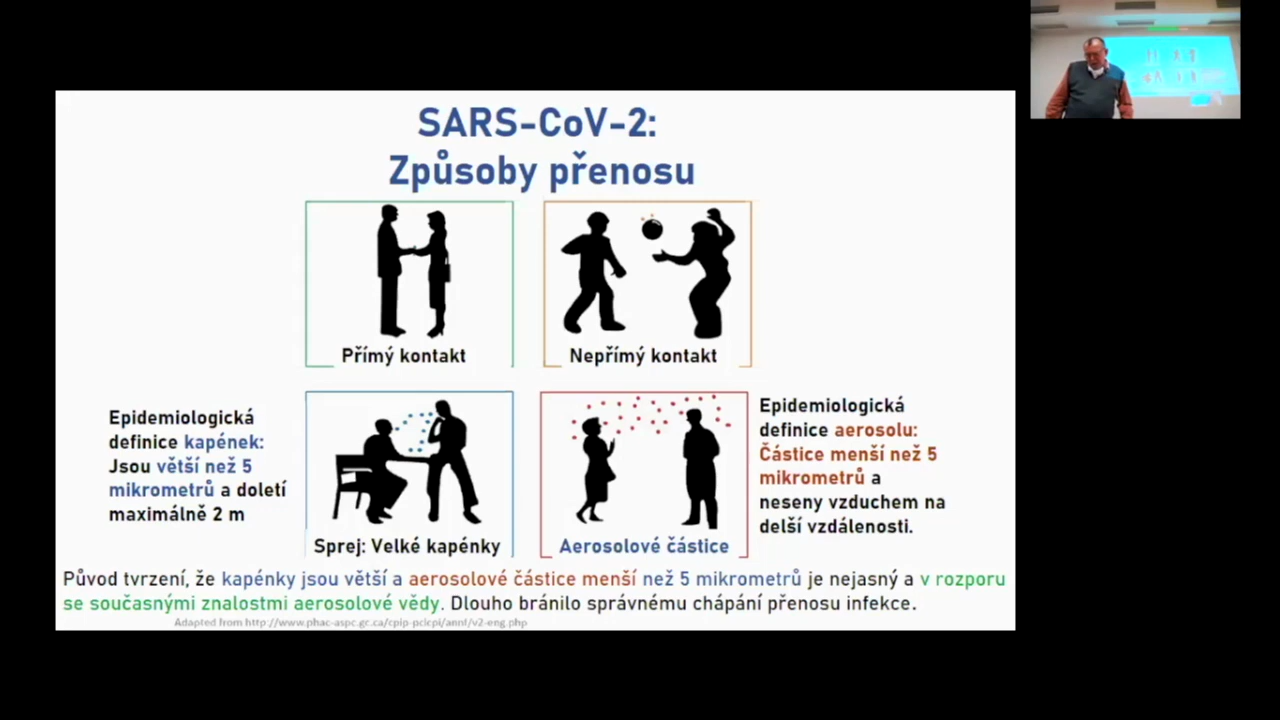 SARS-CoV-2:
Způsoby přenosu
Přímý kontakt
Nepřímý kontakt
Epidemiologická
definice kapének:
Jsou větší než 5
mikrometrů a doletí
maximálně 2 m
Sprej: Velké kapénky
Aerosolové částice
Epidemiologická
definice aerosolu:
Částice menší než 5
mikrometrů a
neseny vzduchem na
delší vzdálenosti.
Původ tvrzení, že kapénky jsou větší a aerosolové částice menší než 5 mikrometrů je nejasný a v rozporu
se současnými znalostmi aerosolové vědy. Dlouho bránilo správnému chápání přenosu infekce.
Adapted from http://www.phac-aspc.gc.ca/cpip-pclcpi/annf/v2-eng.php